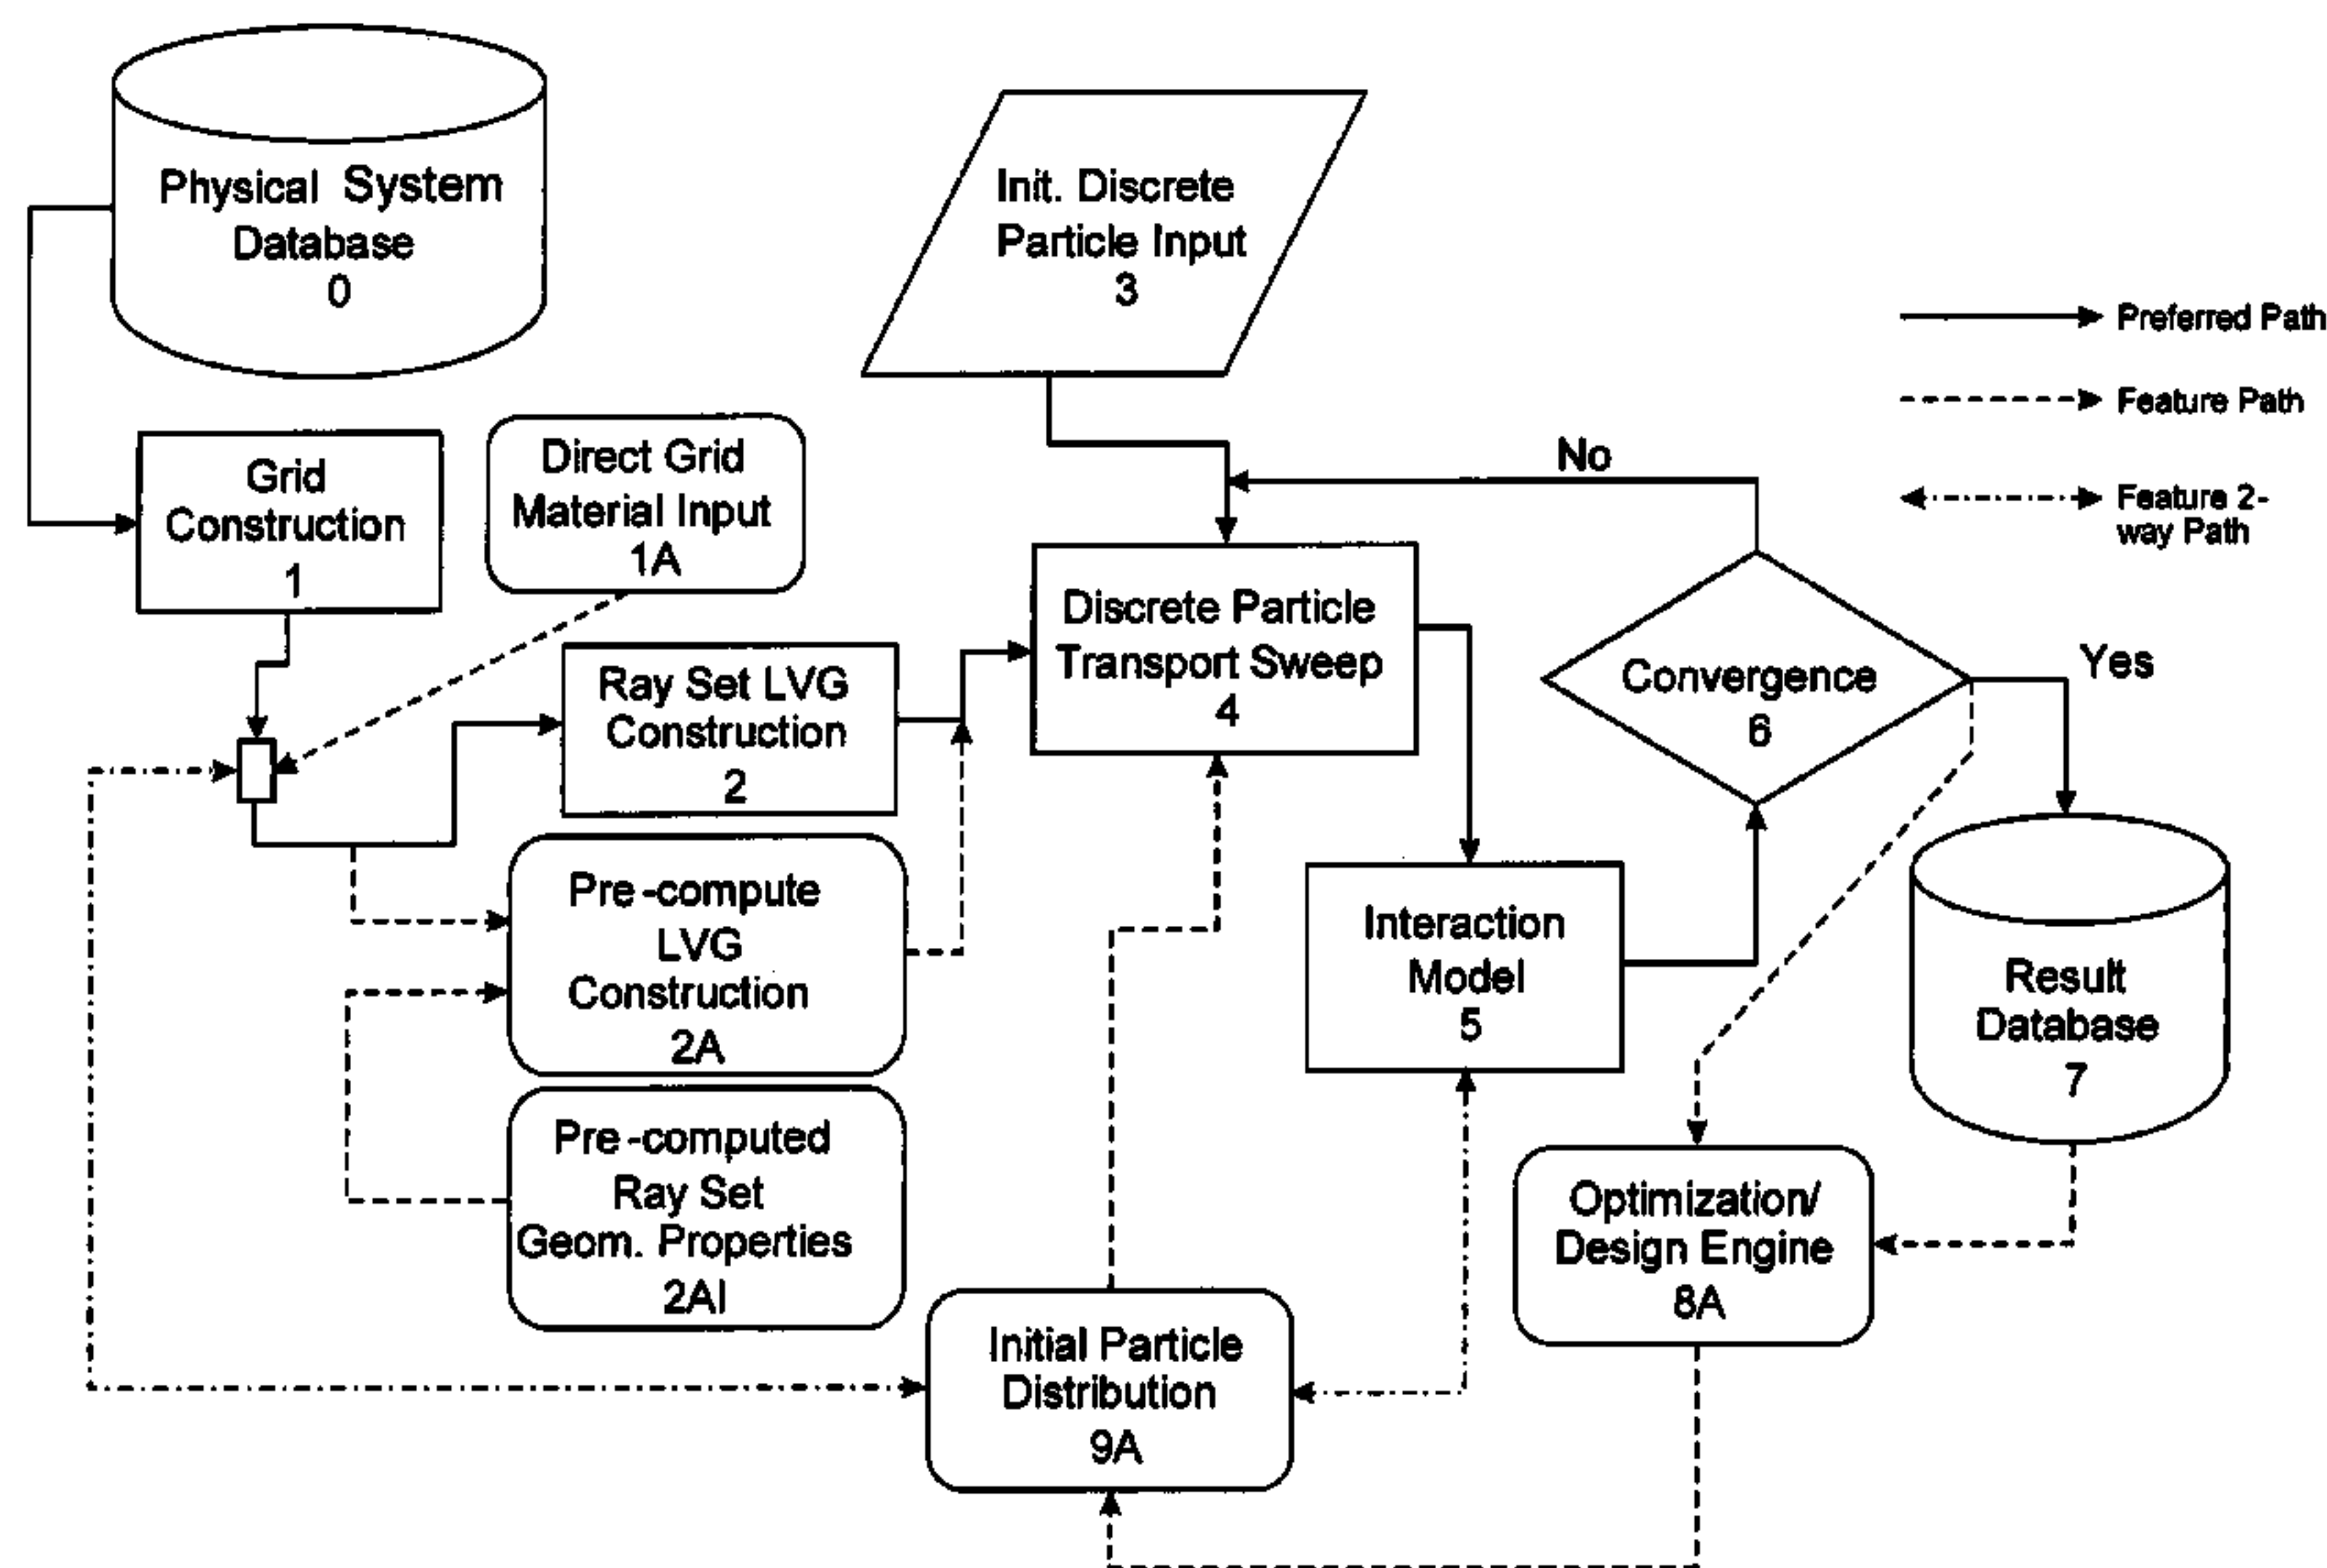 Physical System
Database
0
Init. Discrete
Particle Input
3
Preferred Path
Feature Path
Feature 2-
way Path
Grid
Construction
1
Direct Grid
Material Input
1A
No
Discrete Particle
Transport Sweep
4
Convergence
6
Yes
Ray Set LVG
Construction
2
Pre-compute
LVG
Construction
2A
Interaction
Model
5
Result
Database
7
Pre-computed
Ray Set
Geom. Properties
2AI
Optimization/
Design Engine
8A
Initial Particle
Distribution
9A